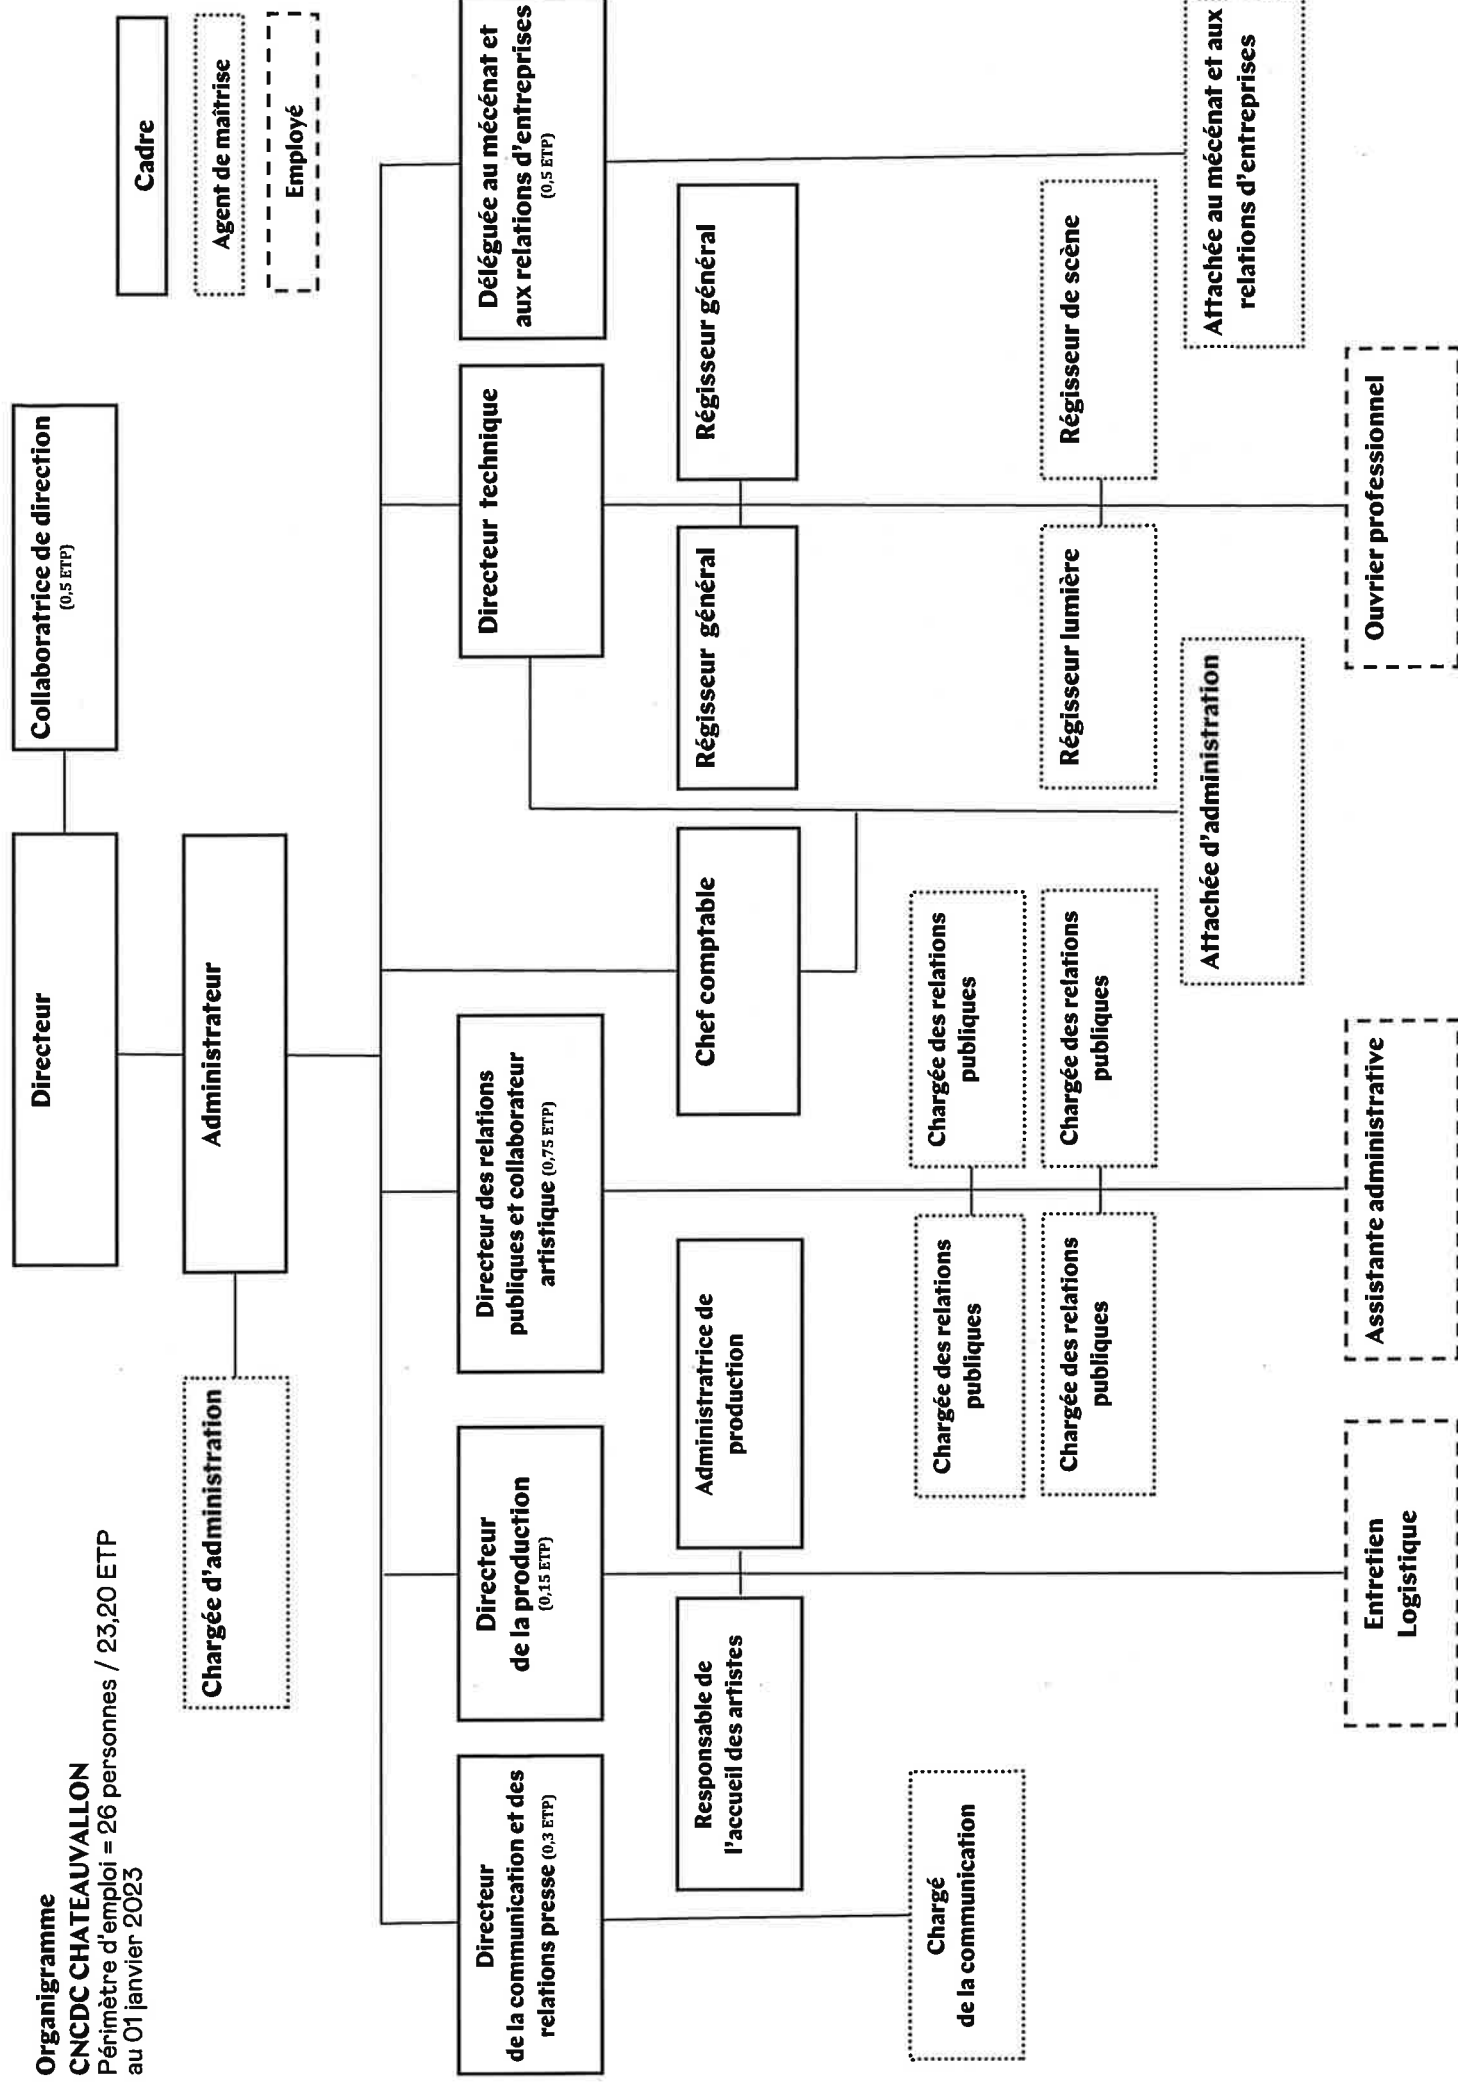 Organigramme
CNCDC CHATEAUVALLON
Périmètre d'emploi = 26 personnes / 23,20 ETP
au 01 janvier 2023
Directeur
Collaboratrice de direction
(0,5 ETP)
Cadre
Agent de maîtrise
Employé
Chargée d'administration
Administrateur
Directeur
de la communication et des
relations presse (0,3 ETP)
Directeur
de la production
(0,15 ETP)
Directeur des relations
publiques et collaborateur
artistique (0,75 ETP)
Directeur technique
Déléguée au mécénat et
aux relations d'entreprises
(0,5 ETP)
Responsable de
l'accueil des artistes
Administratrice de
production
Chef comptable
Régisseur général
Régisseur général
Chargé
de la communication
Chargée des relations
publiques
Chargée des relations
publiques
Chargée des relations
publiques
Chargée des relations
publiques
Régisseur lumière
Régisseur de scène
Attachée d'administration
Attachée au mécénat et aux
relations d'entreprises
Entretien
Logistique
Assistante administrative
Ouvrier professionnel